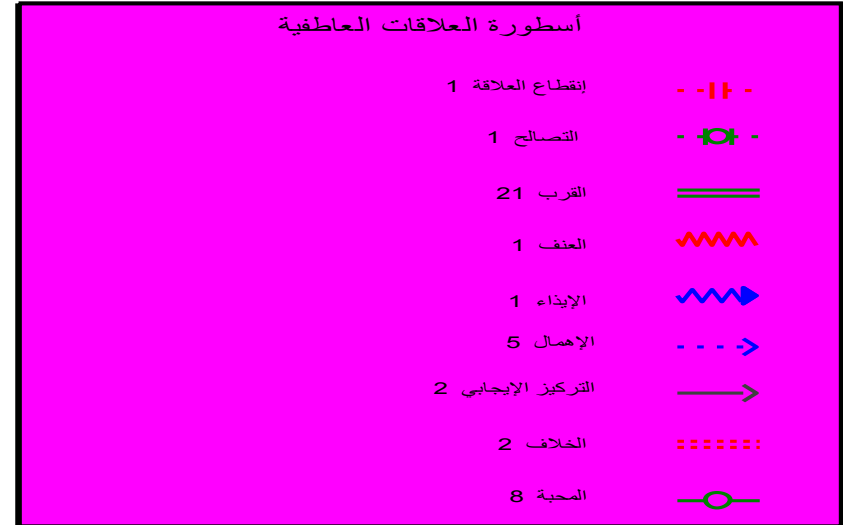 أسطورة العلاقات العاطفية
إنقطاع العلاقة 1
التصالح 1
القرب 21
العنف 1
الإيذاء 1
الإهمال 5
التركيز الإيجابي 2
الخلاف 2
المحبة 8